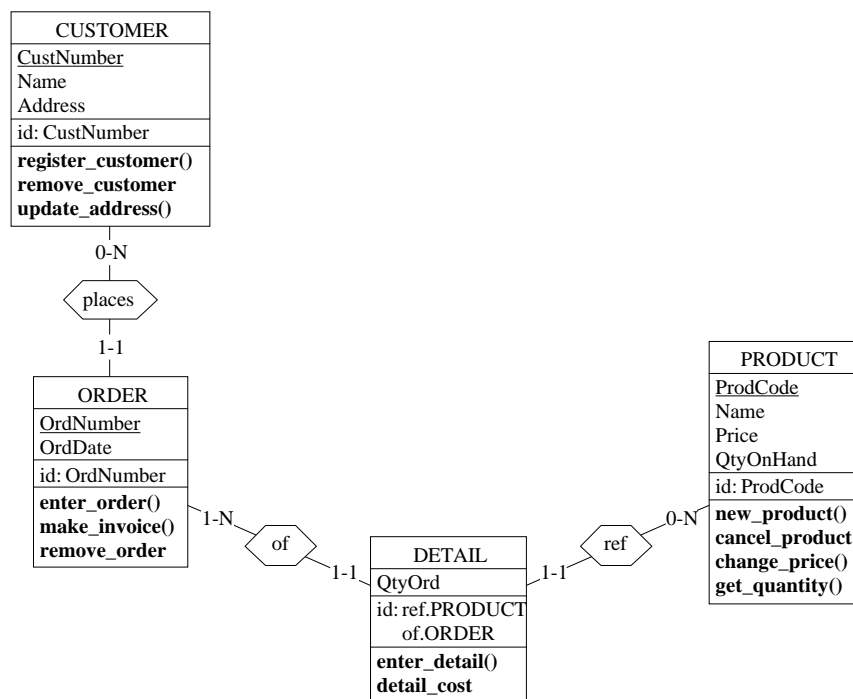 CUSTOMER
CustNumber
Name
Address
id: CustNumber
register_customer()
remove_customer
update_address()
0-N
places
1-1
ORDER
OrdNumber
OrdDate
id: OrdNumber
enter_order()
make_invoice()
remove_order
1-N
of
1-1
DETAIL
QtyOrd
id: ref.PRODUCT
of.ORDER
enter_detail()
detail_cost
1-1
ref
0-N
PRODUCT
ProdCode
Name
Price
QtyOnHand
id: ProdCode
new_product()
cancel_product
change_price()
get_quantity()